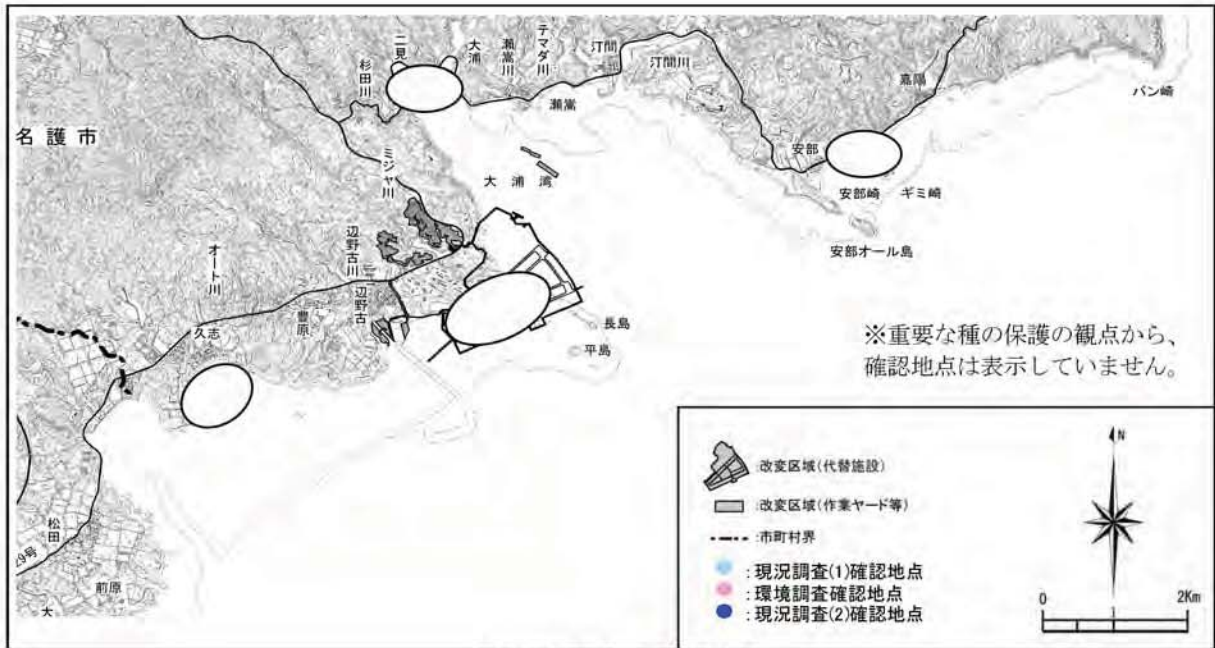 名護市
二見
大浦
瀬嵩川
テマダ川
汀間
杉田川
汀間川
嘉陽
バン崎
瀬嵩
安部
ミジャ川
大浦湾
安部崎
ギミ崎
安部オール島
オート川
辺野古川
辺野古
久志
豊原
長島
平島
※重要な種の保護の観点から、
確認地点は表示していません。
松田
29号
前原
大
:改変区域(代替施設)
:改変区域(作業ヤード等)
:市町村界
:現況調査(1)確認地点
:環境調査確認地点
:現況調査(2)確認地点
N
0 2Km